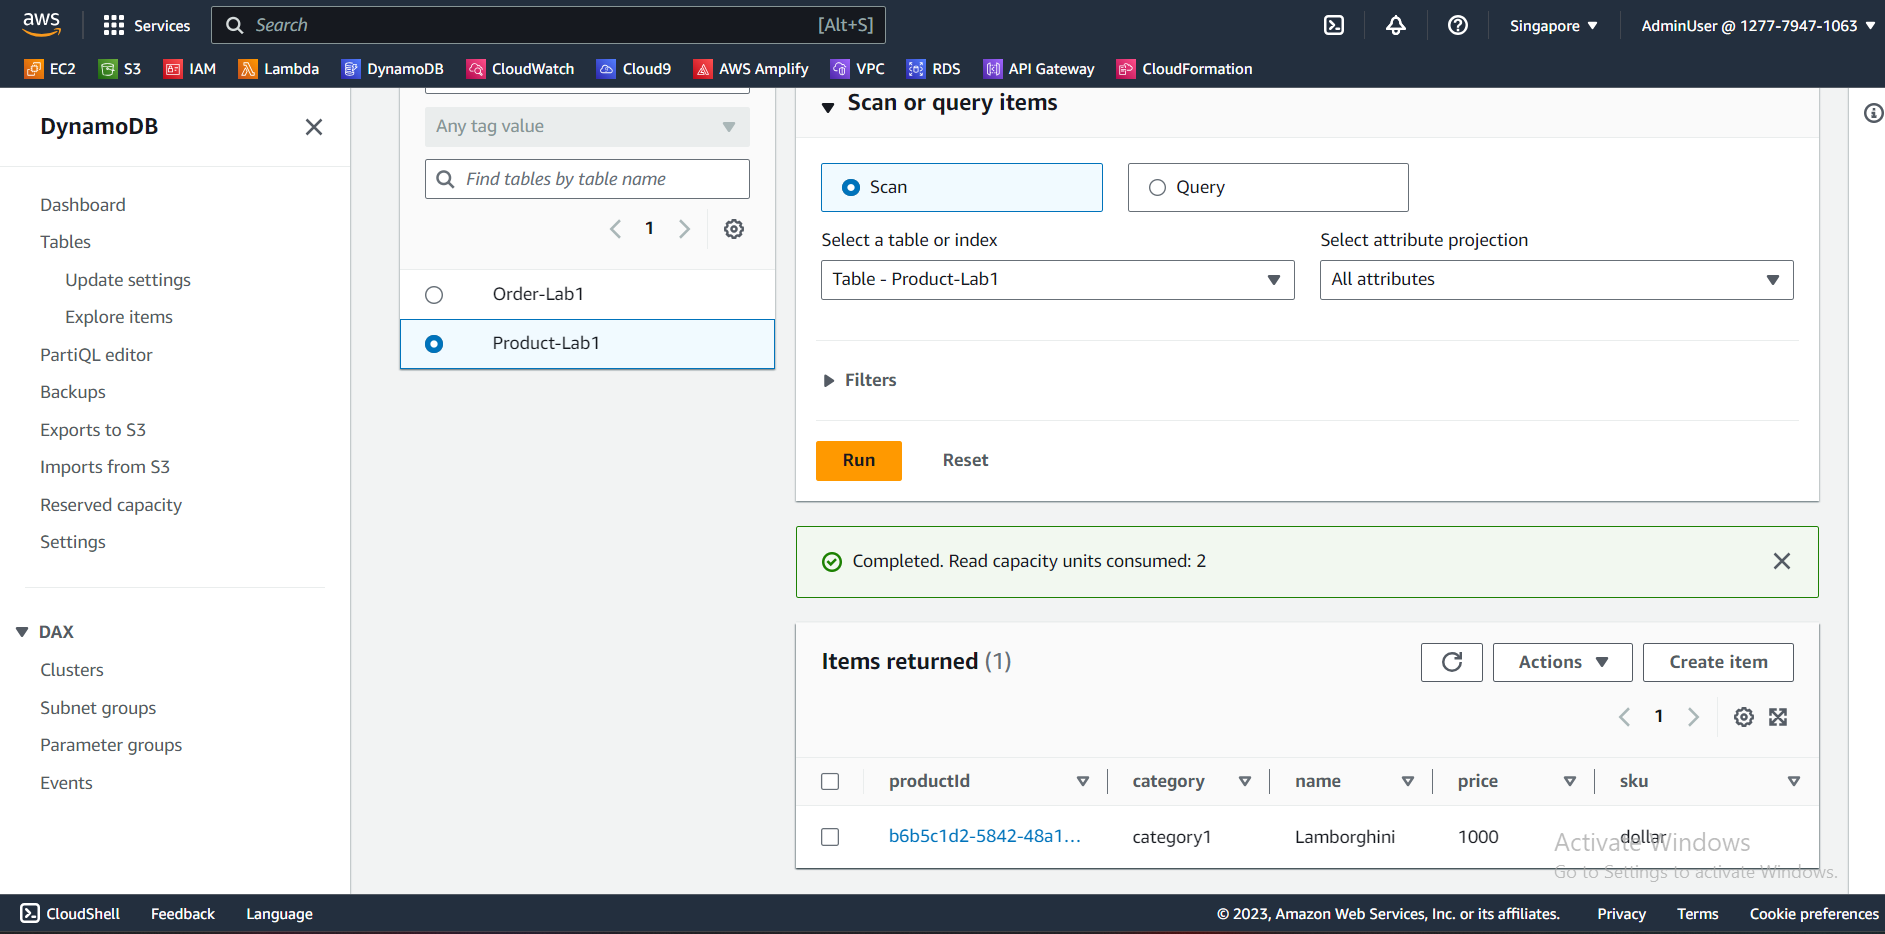 aws
Services
Search
[Alt+S]
Singapore
AdminUser @ 1277-7947-1063
EC2
S3
IAM
Lambda
DynamoDB
CloudWatch
Cloud9
AWS Amplify
VPC
RDS
API Gateway
CloudFormation
DynamoDB
Dashboard
Tables
Update settings
Explore items
PartiQL editor
Backups
Exports to S3
Imports from S3
Reserved capacity
Settings
DAX
Clusters
Subnet groups
Parameter groups
Events
Any tag value
Find tables by table name
1
Order-Lab1
Product-Lab1
Scan or query items
Scan
Query
Select a table or index
Select attribute projection
Table - Product-Lab1
All attributes
Filters
Run
Reset
Completed. Read capacity units consumed: 2
Items returned (1)
Actions
Create item
1
productId
category
name
price
sku
b6b5c1d2-5842-48a1...
category1
Lamborghini
1000
dollar
Activate Windows
Go to Settings to activate Windows.
CloudShell
Feedback
Language
© 2023, Amazon Web Services, Inc. or its affiliates.
Privacy
Terms
Cookie preferences